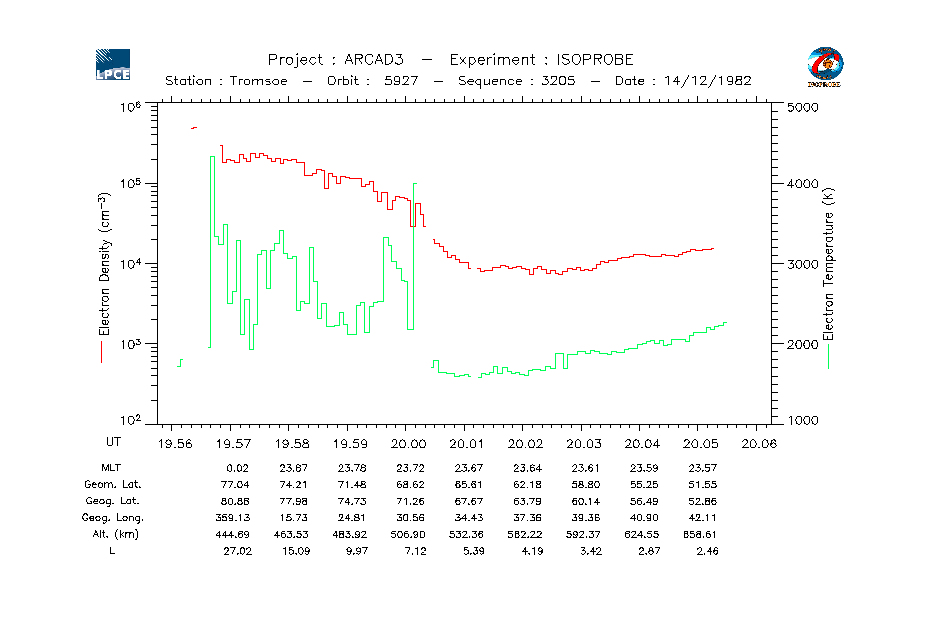 LPCE
Project : ARCAD3 — Experiment : ISOPROBE
ISOPROBE
Station : Tromsoe — Orbit : 5927 — Sequence : 3205 — Date : 14/12/1982
10⁶ 5000
10⁵ 4000
10⁴ 3000
10³ 2000
10² 1000
Electron Density (cm⁻³)
Electron Temperature (K)
UT 19.56 19.57 19.58 19.59 20.00 20.01 20.02 20.03 20.04 20.05 20.06
MLT 0.02 23.87 23.78 23.72 23.67 23.64 23.61 23.59 23.57
Geom. Lat. 77.04 74.21 71.48 68.62 65.61 62.18 58.80 55.25 51.55
Geog. Lat. 80.86 77.98 74.73 71.26 67.67 63.79 60.14 56.49 52.86
Geog. Long. 359.13 15.73 24.81 30.56 34.43 37.36 39.36 40.90 42.11
Alt. (km) 444.69 463.53 483.92 506.90 532.36 562.22 592.37 624.55 658.61
L 27.02 15.09 9.97 7.12 5.39 4.19 3.42 2.87 2.46